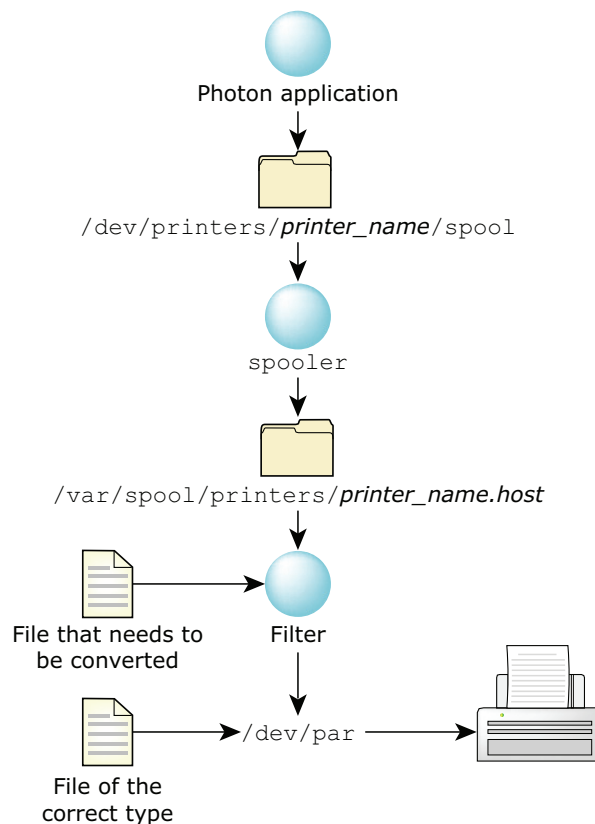 Photon application
/dev/printers/printer_name/spool
spooler
/var/spool/printers/printer_name.host
File that needs to
be converted
Filter
/dev/par
File of the
correct type